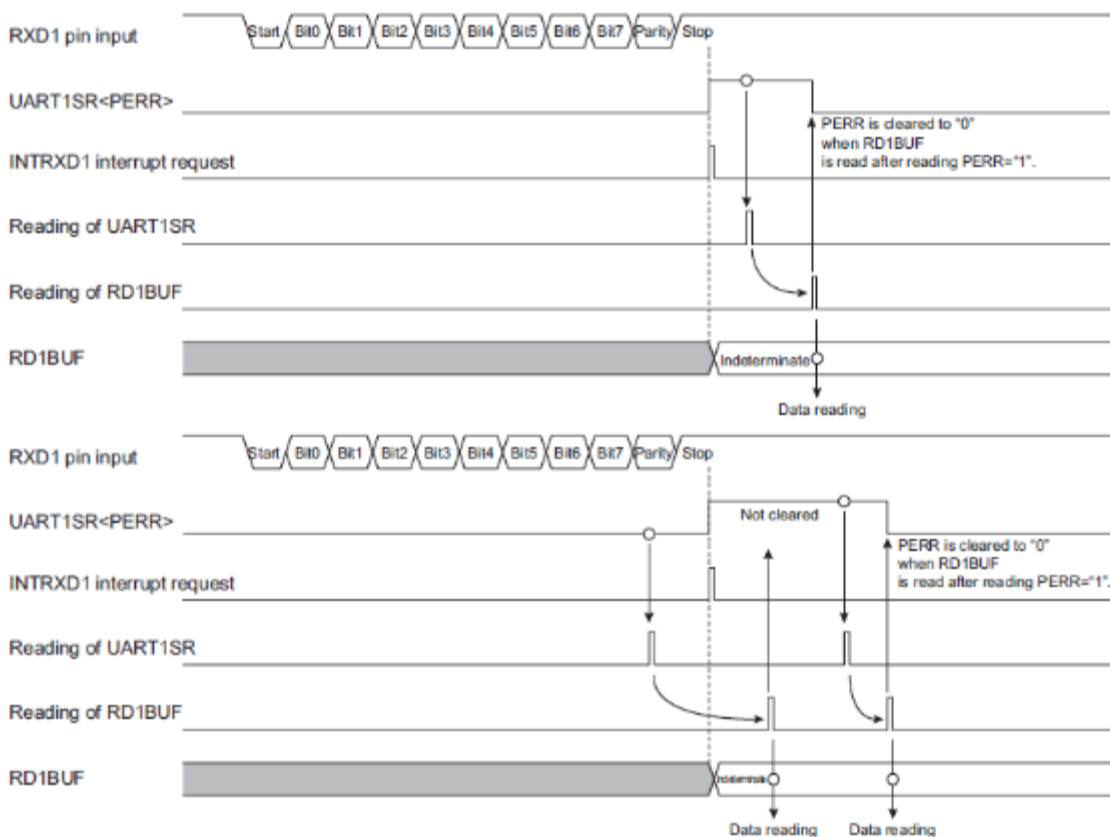 RXD1 pin input
Start Bit0 Bit1 Bit2 Bit3 Bit4 Bit5 Bit6 Bit7 Parity Stop
UART1SR<PERR>
PERR is cleared to "0"
when RD1BUF
is read after reading PERR="1".
INTRXD1 interrupt request
Reading of UART1SR
Reading of RD1BUF
RD1BUF
Indeterminate
Data reading
RXD1 pin input
Start Bit0 Bit1 Bit2 Bit3 Bit4 Bit5 Bit6 Bit7 Parity Stop
UART1SR<PERR>
Not cleared
PERR is cleared to "0"
when RD1BUF
is read after reading PERR="1".
INTRXD1 interrupt request
Reading of UART1SR
Reading of RD1BUF
RD1BUF
Indeterminate
Data reading Data reading